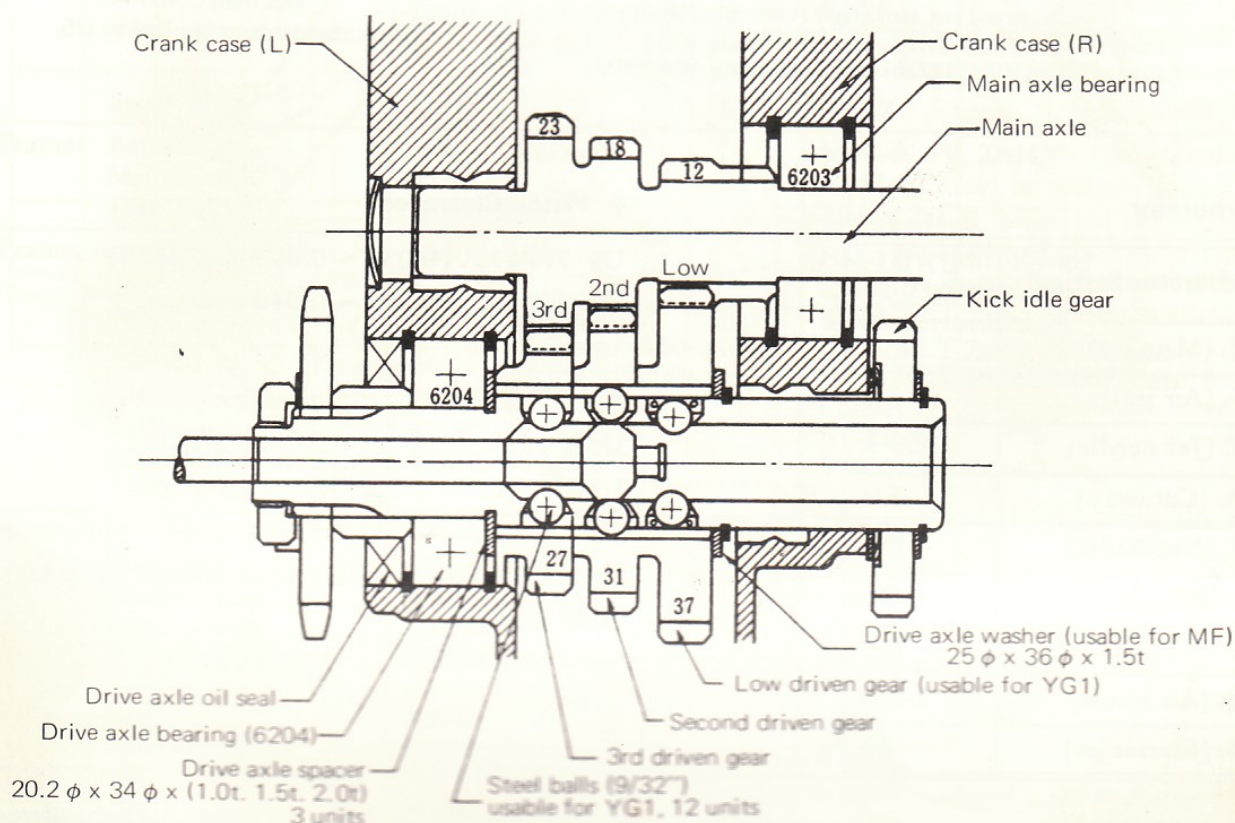 Crank case (L)
Crank case (R)
Main axle bearing
Main axle
23
18
12
6203
Low
2nd
3rd
Kick idle gear
6204
27
31
37
Drive axle washer (usable for MF)
25 φ x 36 φ x 1.5t
Low driven gear (usable for YG1)
Second driven gear
3rd driven gear
Steel balls (9/32")
usable for YG1, 12 units
Drive axle oil seal
Drive axle bearing (6204)
Drive axle spacer
20.2 φ x 34 φ x (1.0t. 1.5t. 2.0t)
3 units